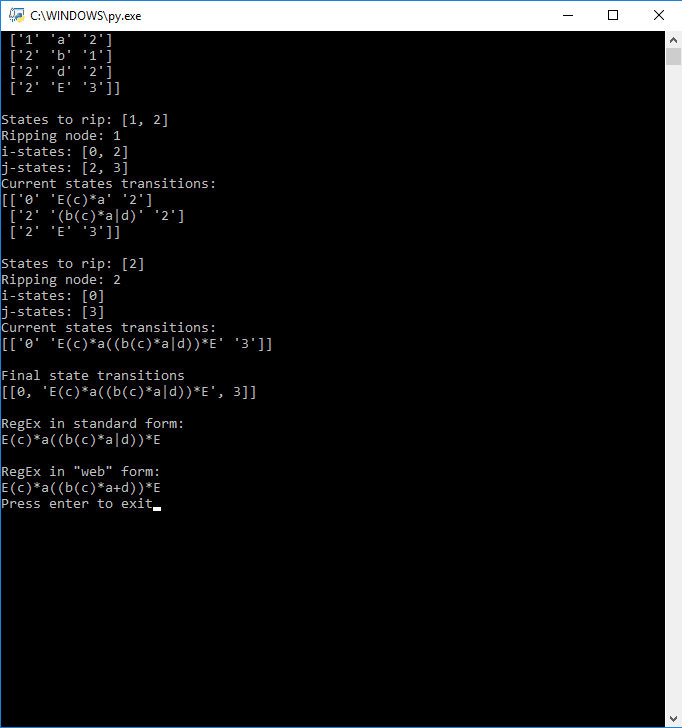 C:\WINDOWS\py.exe
['1' 'a' '2']
['2' 'b' '1']
['2' 'd' '2']
['2' 'E' '3']]
States to rip: [1, 2]
Ripping node: 1
i-states: [0, 2]
j-states: [2, 3]
Current states transitions:
[['0' 'E(c)*a' '2']
['2' '(b(c)*a|d)' '2']
['2' 'E' '3']]
States to rip: [2]
Ripping node: 2
i-states: [0]
j-states: [3]
Current states transitions:
[['0' 'E(c)*a((b(c)*a|d))*E' '3']]
Final state transitions
[[0, 'E(c)*a((b(c)*a|d))*E', 3]]
RegEx in standard form:
E(c)*a((b(c)*a|d))*E
RegEx in "web" form:
E(c)*a((b(c)*a+d))*E
Press enter to exit